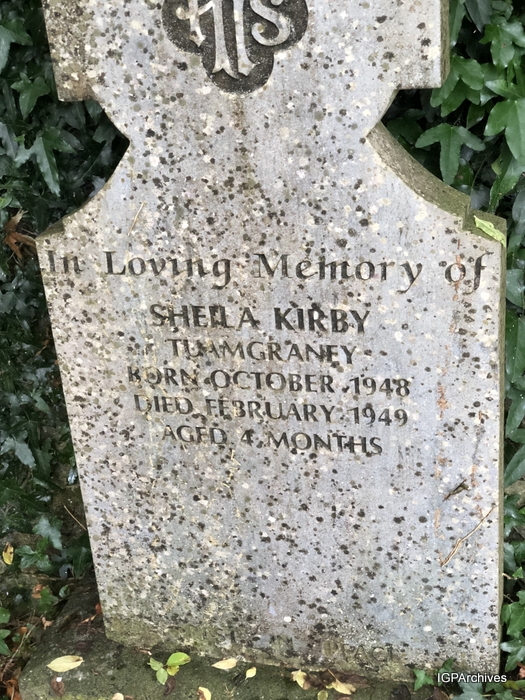 IHS
In Loving Memory of
SHEILA KIRBY
TUAMGRANEY
BORN OCTOBER 1948
DIED FEBRUARY 1949
AGED 4 MONTHS
IGPArchives